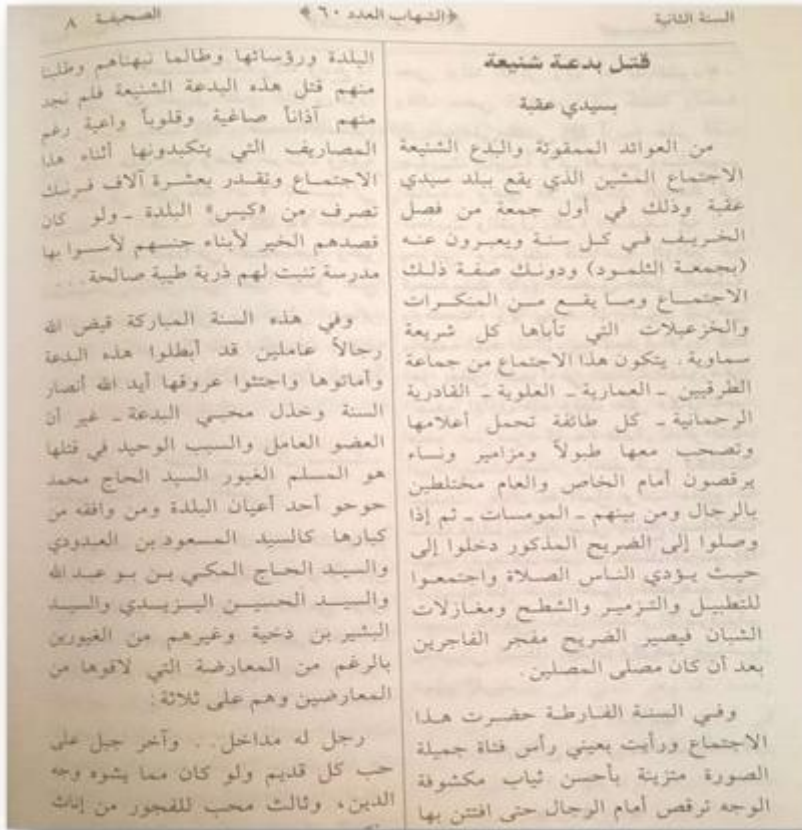 السنة الثانية
﴿الشهاب العدد ٦٠﴾
الصحيفة ٨
قتل بدعة شنيعة
بسيدي عقبة
من العوائد الممقوتة والبدع الشنيعة
الاجتماع المشين الذي يقع ببلد سيدي
عقبة وذلك في أول جمعة من فصل
الخريف في كل سنة ويعبرون عنه
(بجمعة الثلمود) ودونك صفة ذلك
الاجتماع وما يقع من المنكرات
والخزعبلات التي تأباها كل شريعة
سماوية. يتكون هذا الاجتماع من جماعة
الطرقيين - العمارية - العلوية - القادرية
الرحمانية - كل طائفة تحمل أعلامها
وتصحب معها طبولاً ومزامير ونساء
يرقصون أمام الخاص والعام مختلطين
بالرجال ومن بينهم - المومسات - ثم إذا
وصلوا إلى الضريح المذكور دخلوا إلى
حيث يؤدي الناس الصلاة واجتمعوا
للتطبيل والتزمير والشطح ومغازلات
الشبان فيصير الضريح مفجر الفاجرين
بعد أن كان مصلى المصلين.
وفي السنة الفارطة حضرت هذا
الاجتماع ورأيت بعيني رأس فتاة جميلة
الصورة متزينة بأحسن ثياب مكشوفة
الوجه ترقص أمام الرجال حتى افتتن بها
البلدة ورؤسائها وطالما نبهناهم وطلبنا
منهم قتل هذه البدعة الشنيعة فلم نجد
منهم آذاناً صاغية وقلوباً واعية رغم
المصاريف التي يتكبدونها أثناء هذا
الاجتماع وتقدر بعشرة آلاف فرنك
تصرف من «كيس» البلدة - ولو كان
قصدهم الخير لأبناء جنسهم لأسسوا بها
مدرسة تنبت لهم ذرية طيبة صالحة...
وفي هذه السنة المباركة قيض الله
رجالاً عاملين قد أبطلوا هذه البدعة
وأماتوها واجتثوا عروقها أيد الله أنصار
السنة وخذل محيي البدعة - غير أن
العضو العامل والسبب الوحيد في قتلها
هو المسلم الغيور السيد الحاج محمد
حوحو أحد أعيان البلدة ومن وافقه من
كبارها كالسيد المسعود بن العدودي
والسيد الحاج المكي بن بو عبد الله
والسيد الحسين اليزيدي والسيد
البشير بن دخية وغيرهم من الغيورين
بالرغم من المعارضة التي لاقوها من
المعارضين وهم على ثلاثة:
رجل له مداخل.. وآخر جبل على
حب كل قديم ولو كان مما يشوه وجه
الدين، وثالث محب للفجور من إناث